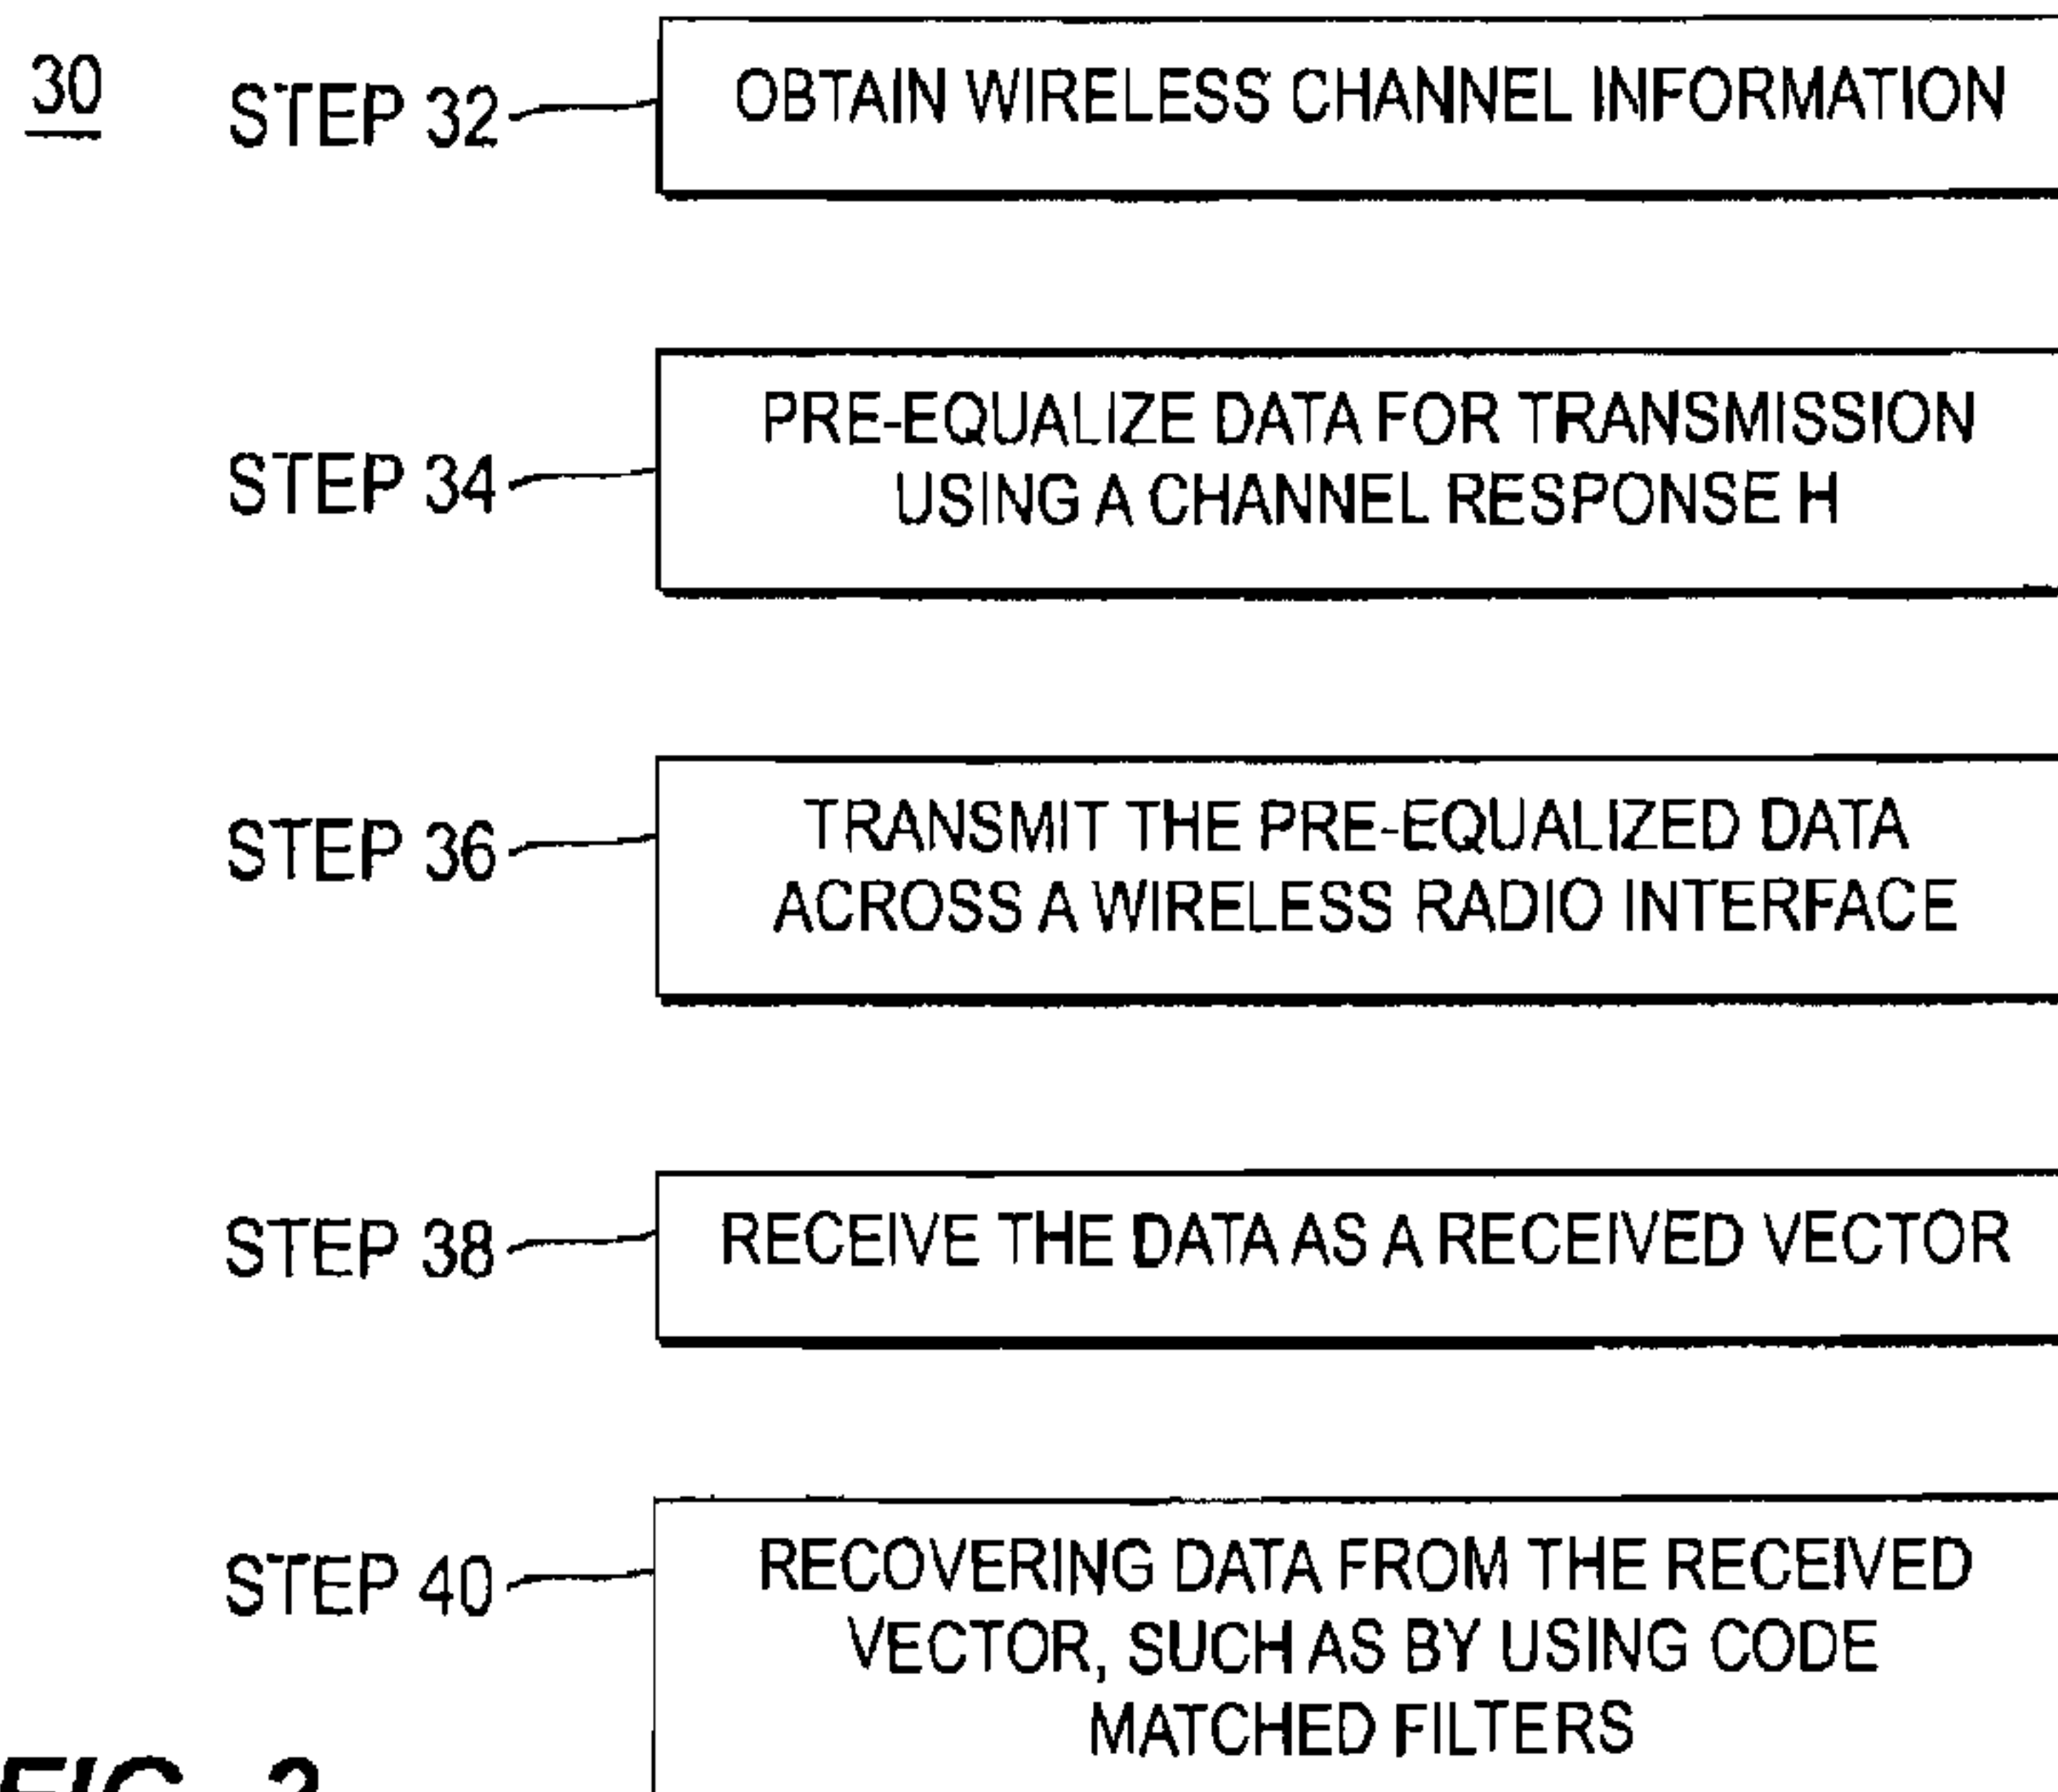 30
STEP 32
OBTAIN WIRELESS CHANNEL INFORMATION
STEP 34
PRE-EQUALIZE DATA FOR TRANSMISSION
USING A CHANNEL RESPONSE H
STEP 36
TRANSMIT THE PRE-EQUALIZED DATA
ACROSS A WIRELESS RADIO INTERFACE
STEP 38
RECEIVE THE DATA AS A RECEIVED VECTOR
STEP 40
RECOVERING DATA FROM THE RECEIVED
VECTOR, SUCH AS BY USING CODE
MATCHED FILTERS
FIG.